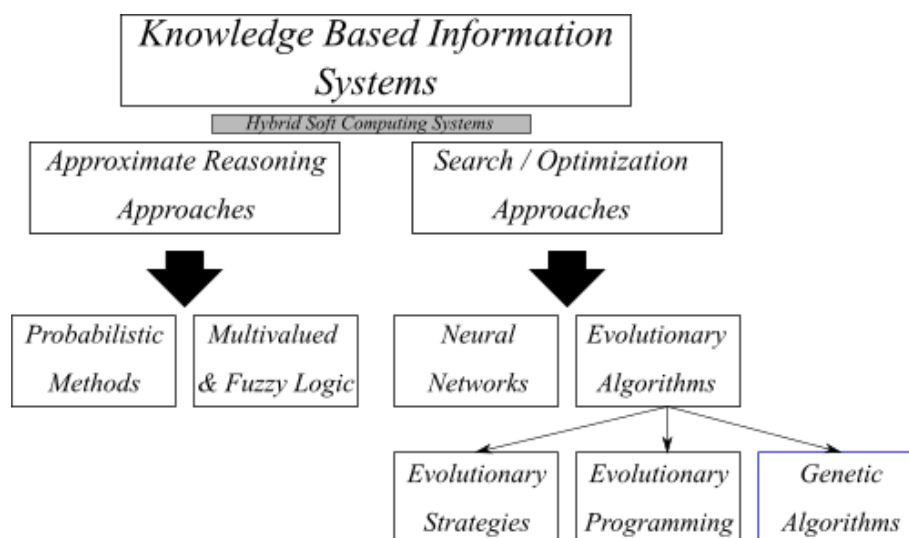 Knowledge Based Information
Systems
Hybrid Soft Computing Systems
Approximate Reasoning
Approaches
Search / Optimization
Approaches
Probabilistic
Methods
Multivalued
& Fuzzy Logic
Neural
Networks
Evolutionary
Algorithms
Evolutionary
Strategies
Evolutionary
Programming
Genetic
Algorithms